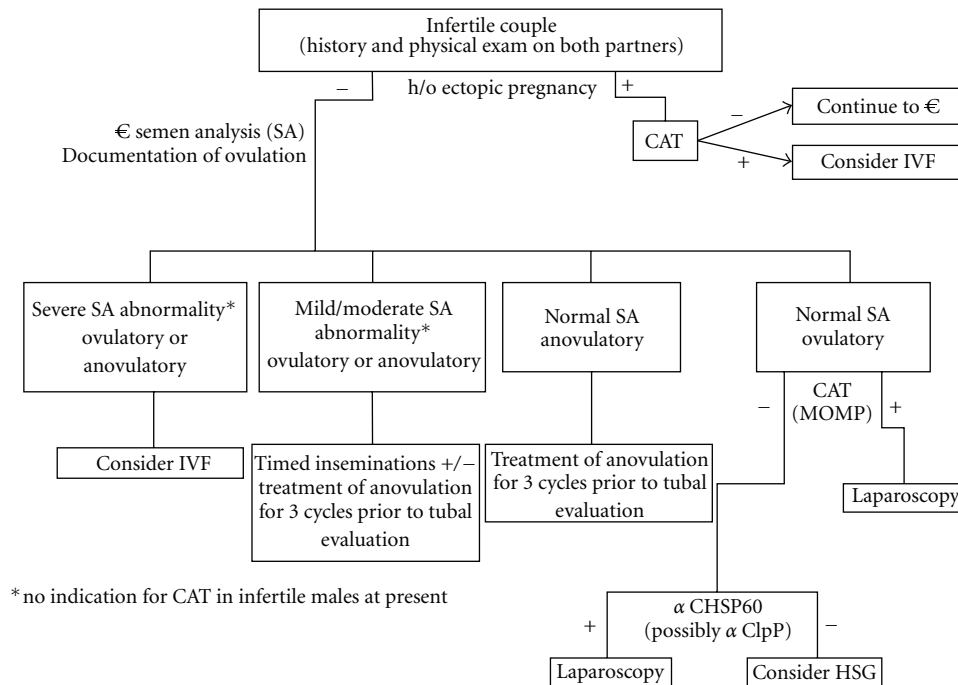 Infertile couple
(history and physical exam on both partners)
− h/o ectopic pregnancy +
€ semen analysis (SA)
Documentation of ovulation
CAT
−
+
Continue to €
Consider IVF
Severe SA abnormality*
ovulatory or
anovulatory
Mild/moderate SA
abnormality*
ovulatory or anovulatory
Normal SA
anovulatory
Normal SA
ovulatory
Consider IVF
Timed inseminations +/−
treatment of anovulation
for 3 cycles prior to tubal
evaluation
Treatment of anovulation
for 3 cycles prior to tubal
evaluation
− CAT +
(MOMP)
Laparoscopy
*no indication for CAT in infertile males at present
α CHSP60
+ (possibly α ClpP) −
Laparoscopy
Consider HSG